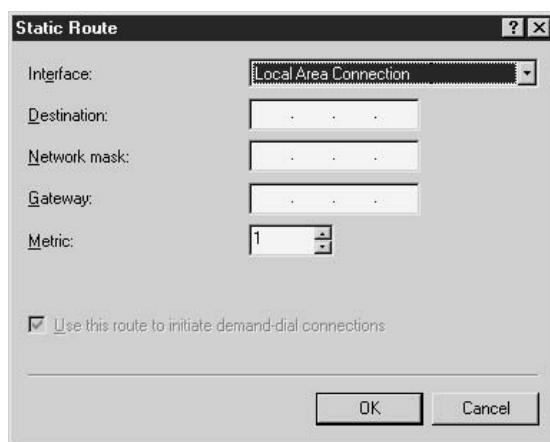 Static Route
Interface: Local Area Connection
Destination: . . .
Network mask: . . .
Gateway: . . .
Metric: 1
Use this route to initiate demand-dial connections
OK Cancel